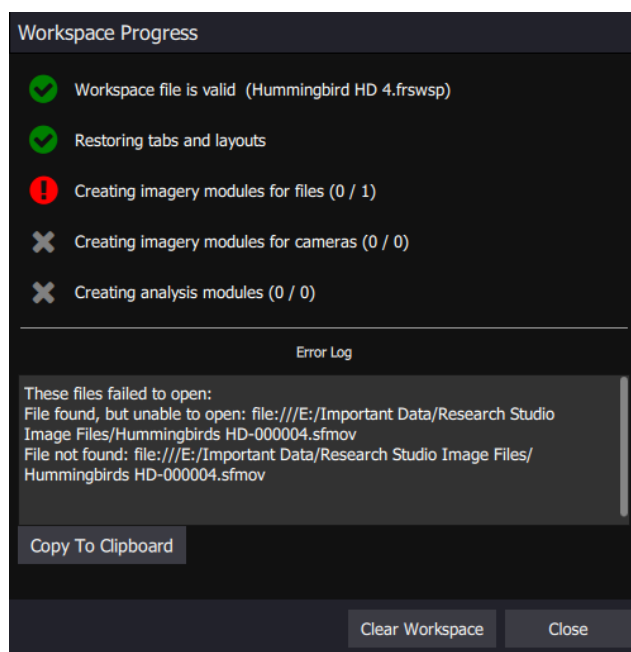 Workspace Progress
Workspace file is valid  (Hummingbird HD 4.frswsp)
Restoring tabs and layouts
Creating imagery modules for files (0 / 1)
Creating imagery modules for cameras (0 / 0)
Creating analysis modules (0 / 0)
Error Log
These files failed to open:
File found, but unable to open: file:///E:/Important Data/Research Studio
Image Files/Hummingbirds HD-000004.sfmov
File not found: file:///E:/Important Data/Research Studio Image Files/
Hummingbirds HD-000004.sfmov
Copy To Clipboard
Clear Workspace
Close